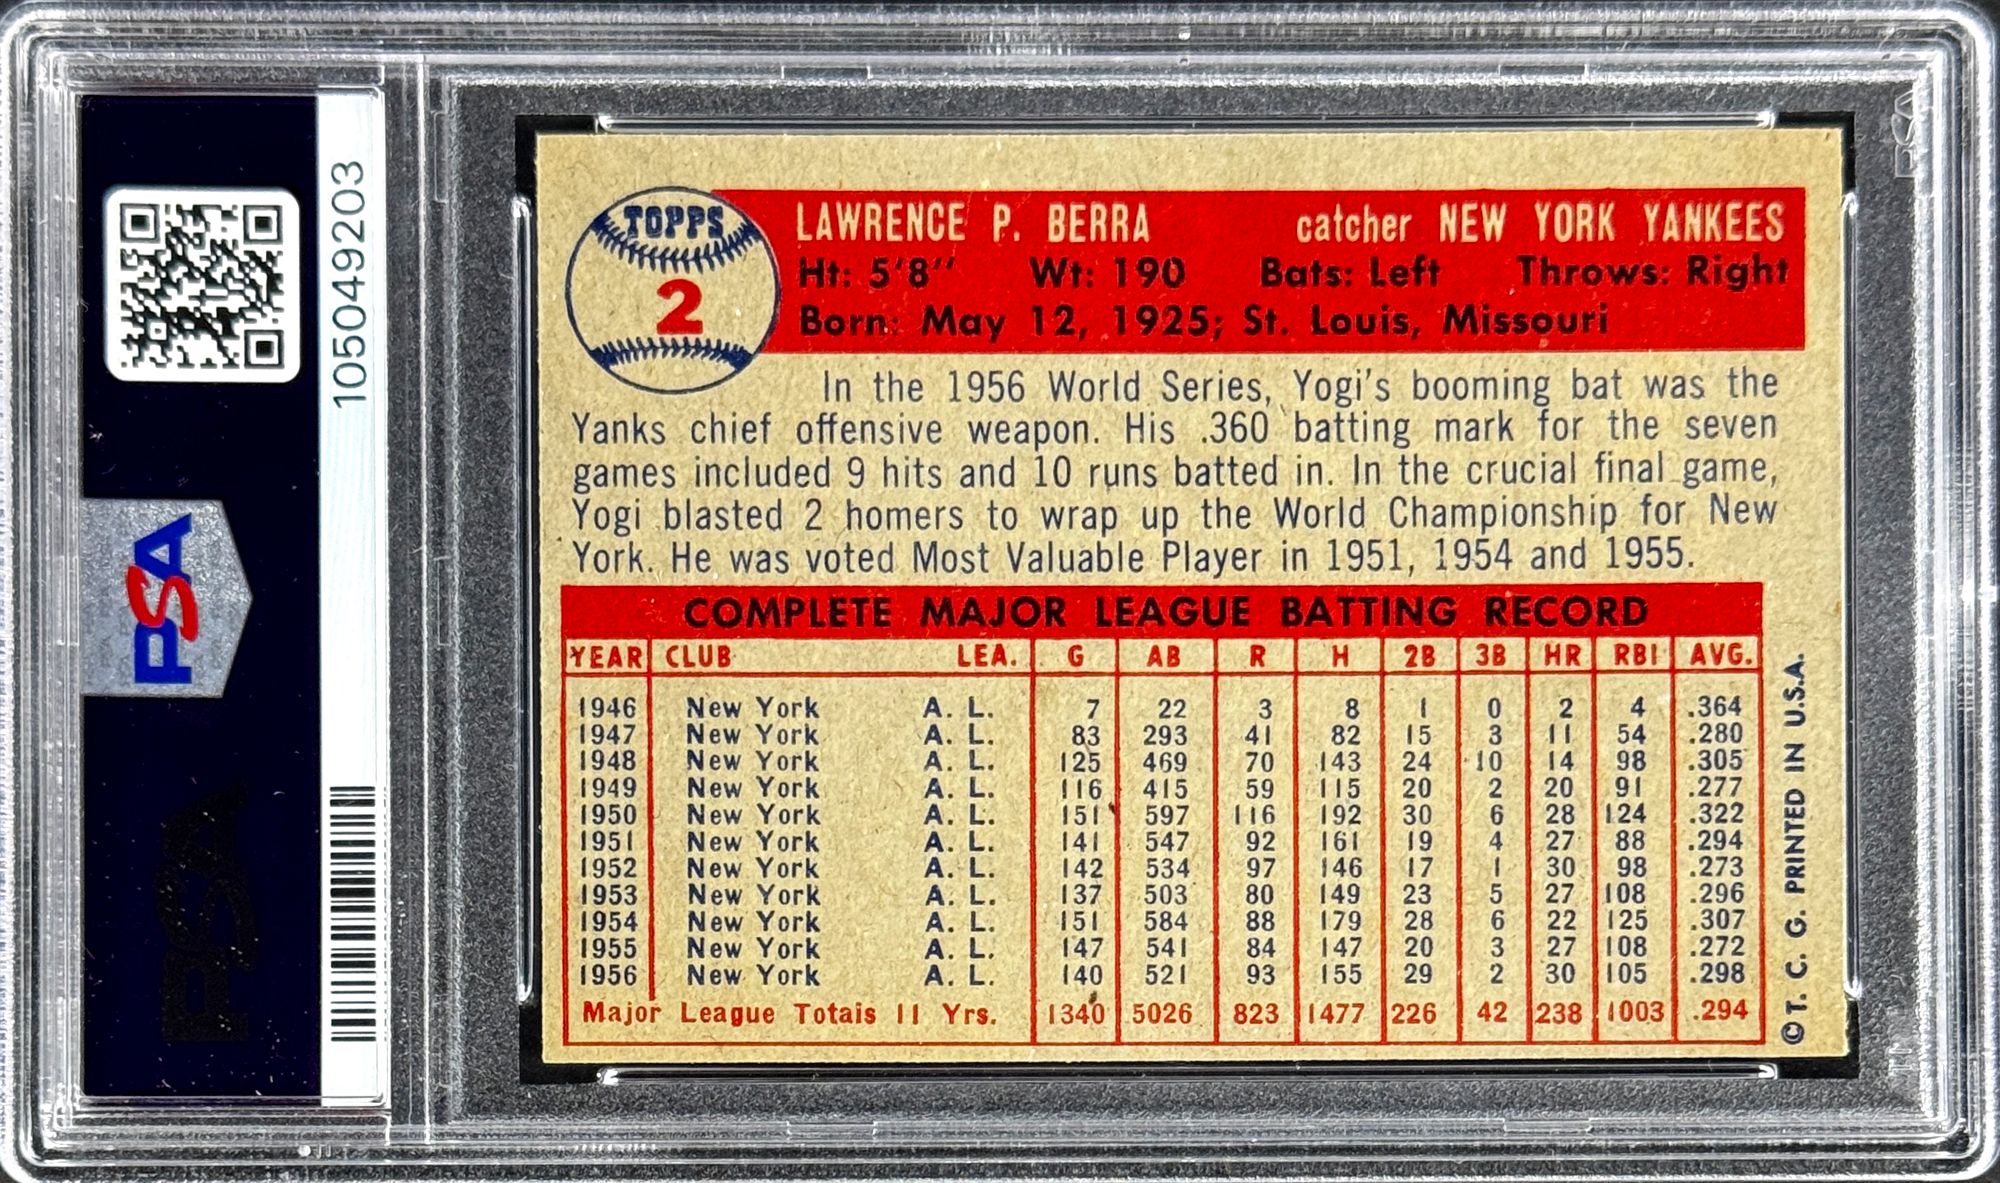 105049203
PSA
PSA
PSA
TOPPS
2
LAWRENCE P. BERRA catcher NEW YORK YANKEES
Ht: 5'8" Wt: 190 Bats: Left Throws: Right
Born: May 12, 1925; St. Louis, Missouri
In the 1956 World Series, Yogi's booming bat was the
Yanks chief offensive weapon. His .360 batting mark for the seven
games included 9 hits and 10 runs batted in. In the crucial final game,
Yogi blasted 2 homers to wrap up the World Championship for New
York. He was voted Most Valuable Player in 1951, 1954 and 1955.
COMPLETE MAJOR LEAGUE BATTING RECORD
YEAR CLUB LEA. G AB R H 2B 3B HR RBI AVG.
1946 New York A. L. 7 22 3 8 1 0 2 4 .364
1947 New York A. L. 83 293 41 82 15 3 11 54 .280
1948 New York A. L. 125 469 70 143 24 10 14 98 .305
1949 New York A. L. 116 415 59 115 20 2 20 91 .277
1950 New York A. L. 151 597 116 192 30 6 28 124 .322
1951 New York A. L. 141 547 92 161 19 4 27 88 .294
1952 New York A. L. 142 534 97 146 17 1 30 98 .273
1953 New York A. L. 137 503 80 149 23 5 27 108 .296
1954 New York A. L. 151 584 88 179 28 6 22 125 .307
1955 New York A. L. 147 541 84 147 20 3 27 108 .272
1956 New York A. L. 140 521 93 155 29 2 30 105 .298
Major League Totals 11 Yrs. 1340 5026 823 1477 226 42 238 1003 .294
©T. C. G. PRINTED IN U.S.A.